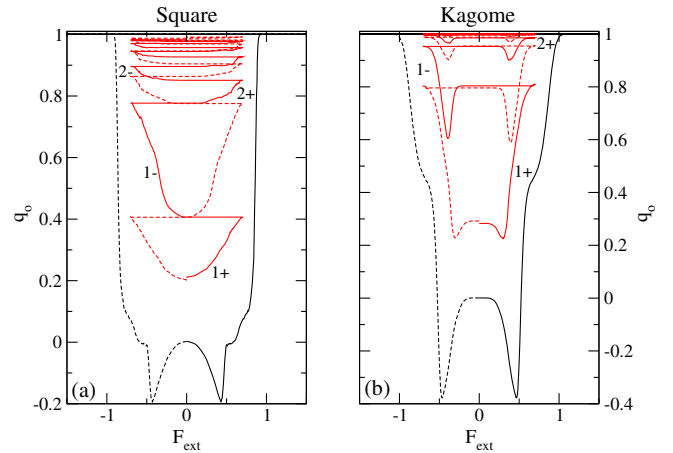 Square
Kagome
1
0.8
0.6
0.4
0.2
0
-0.2
q_o
2-
2+
1-
1+
(a)
-1 0 1
F_ext
1
0.8
0.6
0.4
0.2
0
-0.2
-0.4
q_o
2+
1-
1+
(b)
-1 0 1
F_ext